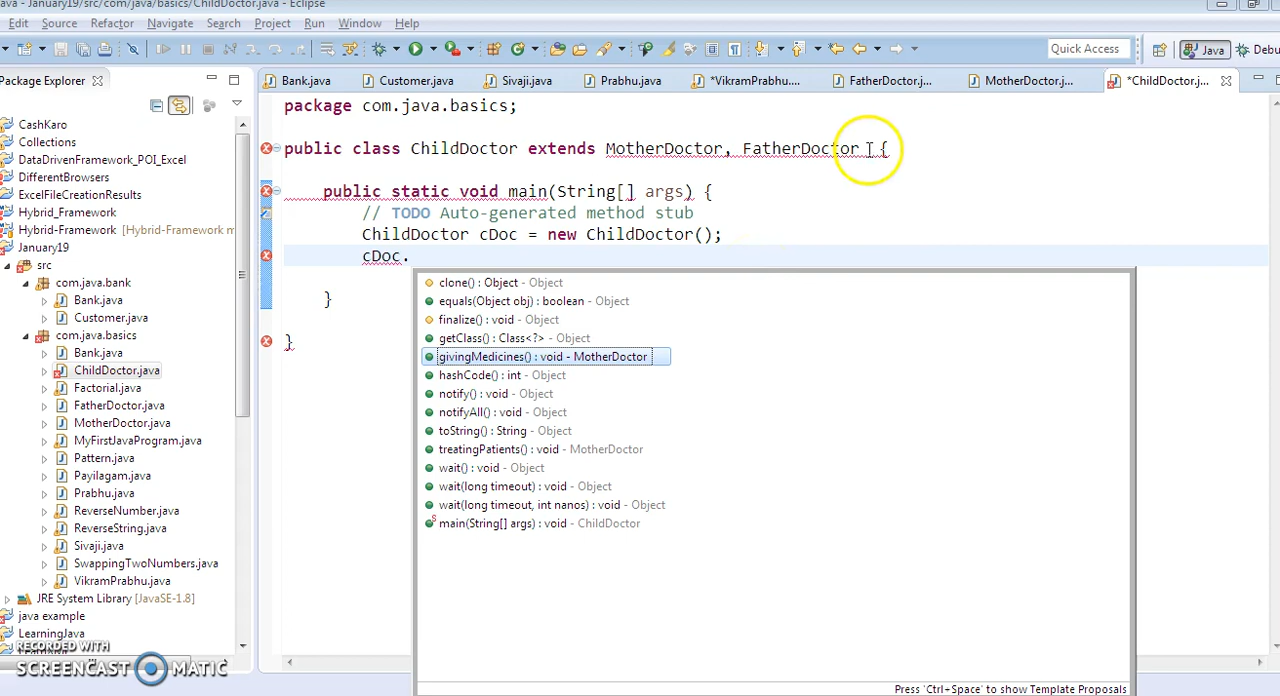 ava - January19/src/com/java/basics/ChildDoctor.java - Eclipse
Edit Source Refactor Navigate Search Project Run Window Help
Quick Access Java Debu
Package Explorer
Bank.java Customer.java Sivaji.java Prabhu.java *VikramPrabhu.... FatherDoctor.j... MotherDoctor.j... *ChildDoctor.j...
CashKaro
Collections
DataDrivenFramework_POI_Excel
DifferentBrowsers
ExcelFileCreationResults
Hybrid_Framework
Hybrid-Framework [Hybrid-Framework m
January19
src
com.java.bank
Bank.java
Customer.java
com.java.basics
Bank.java
ChildDoctor.java
Factorial.java
FatherDoctor.java
MotherDoctor.java
MyFirstJavaProgram.java
Pattern.java
Payilagam.java
Prabhu.java
ReverseNumber.java
ReverseString.java
Sivaji.java
SwappingTwoNumbers.java
VikramPrabhu.java
JRE System Library [JavaSE-1.8]
java example
LearningJava
package com.java.basics;
public class ChildDoctor extends MotherDoctor, FatherDoctor {
public static void main(String[] args) {
// TODO Auto-generated method stub
ChildDoctor cDoc = new ChildDoctor();
cDoc.
}
}
clone() : Object - Object
equals(Object obj) : boolean - Object
finalize() : void - Object
getClass() : Class<?> - Object
givingMedicines() : void - MotherDoctor
hashCode() : int - Object
notify() : void - Object
notifyAll() : void - Object
toString() : String - Object
treatingPatients() : void - MotherDoctor
wait() : void - Object
wait(long timeout) : void - Object
wait(long timeout, int nanos) : void - Object
main(String[] args) : void - ChildDoctor
Press 'Ctrl+Space' to show Template Proposals
RECORDED WITH
SCREENCAST MATIC